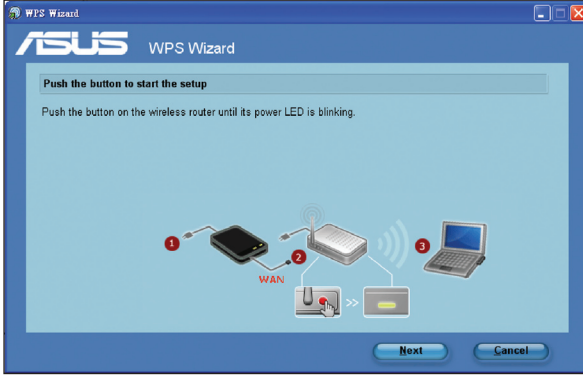 WPS Wizard
ASUS WPS Wizard
Push the button to start the setup
Push the button on the wireless router until its power LED is blinking.
1
2
3
WAN
>>
Next
Cancel